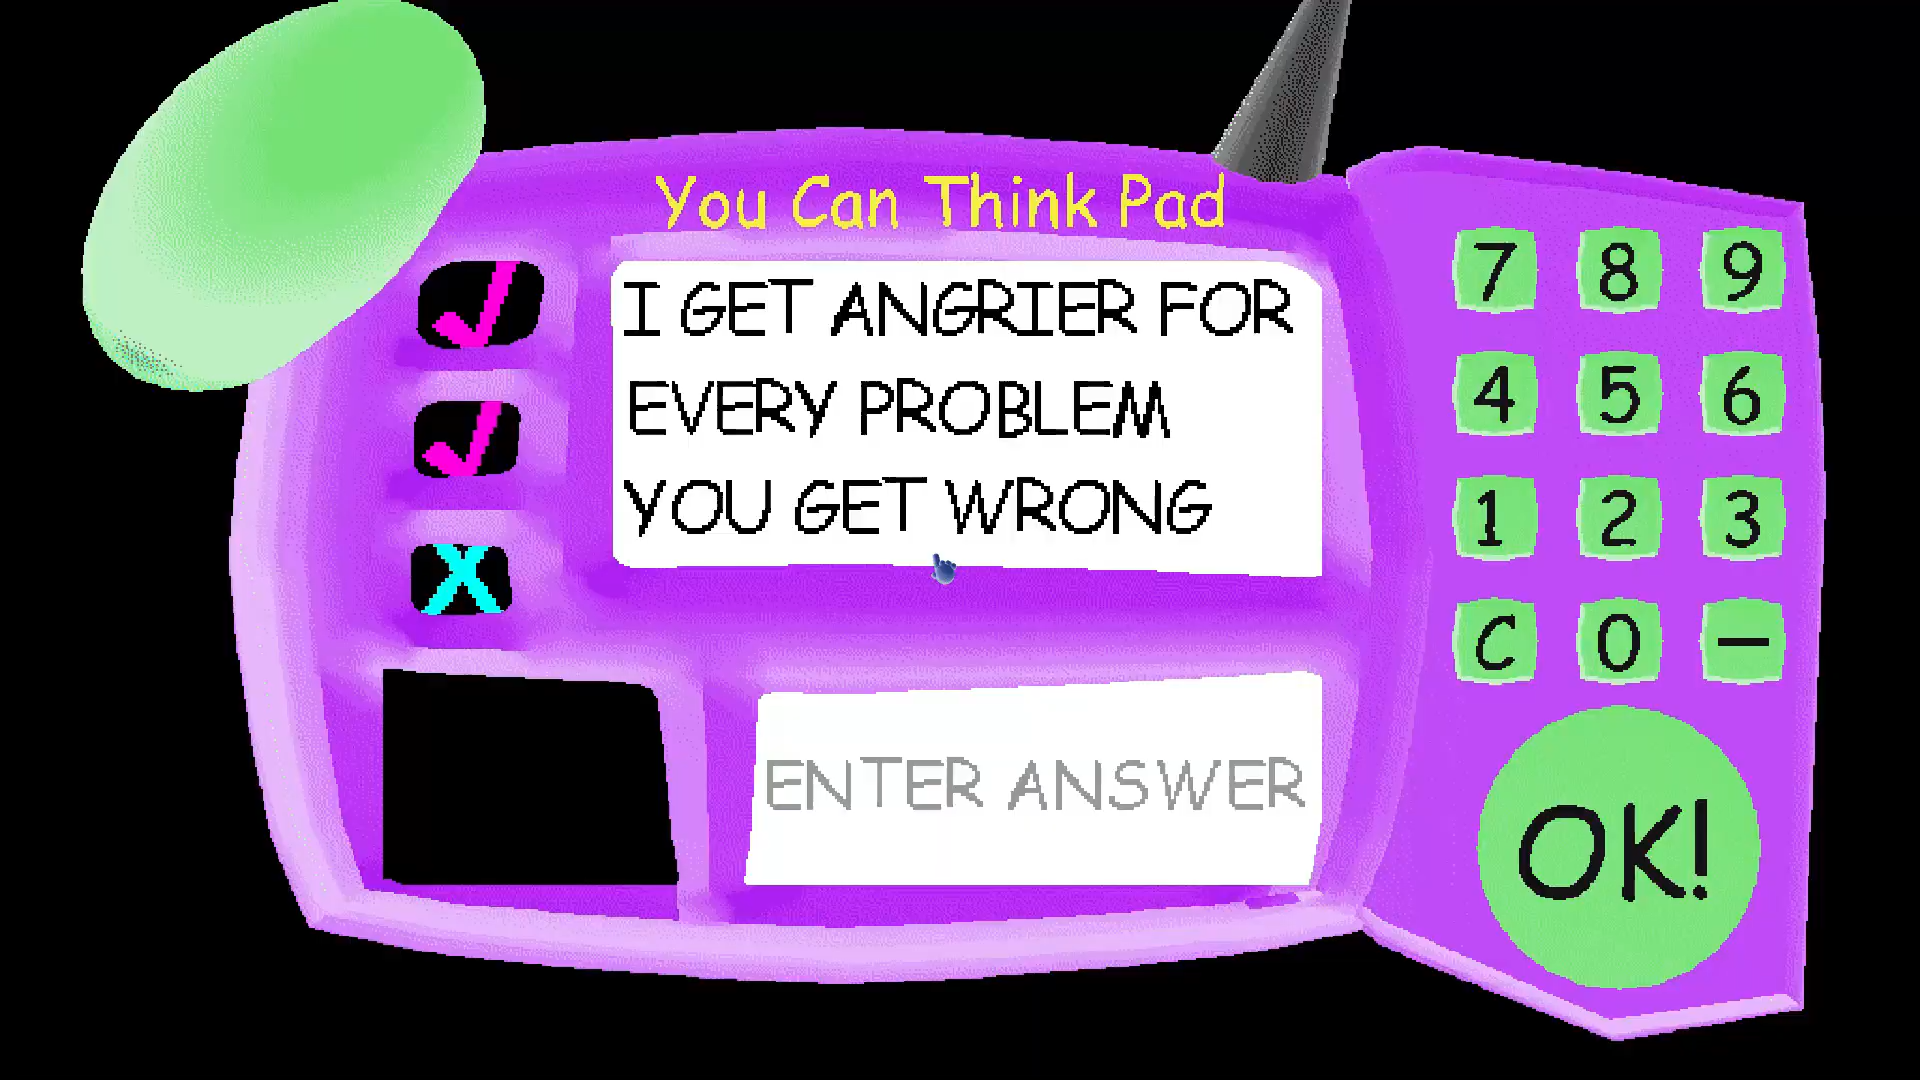 You Can Think Pad
I GET ANGRIER FOR
EVERY PROBLEM
YOU GET WRONG
ENTER ANSWER
7 8 9
4 5 6
1 2 3
C 0 −
OK!